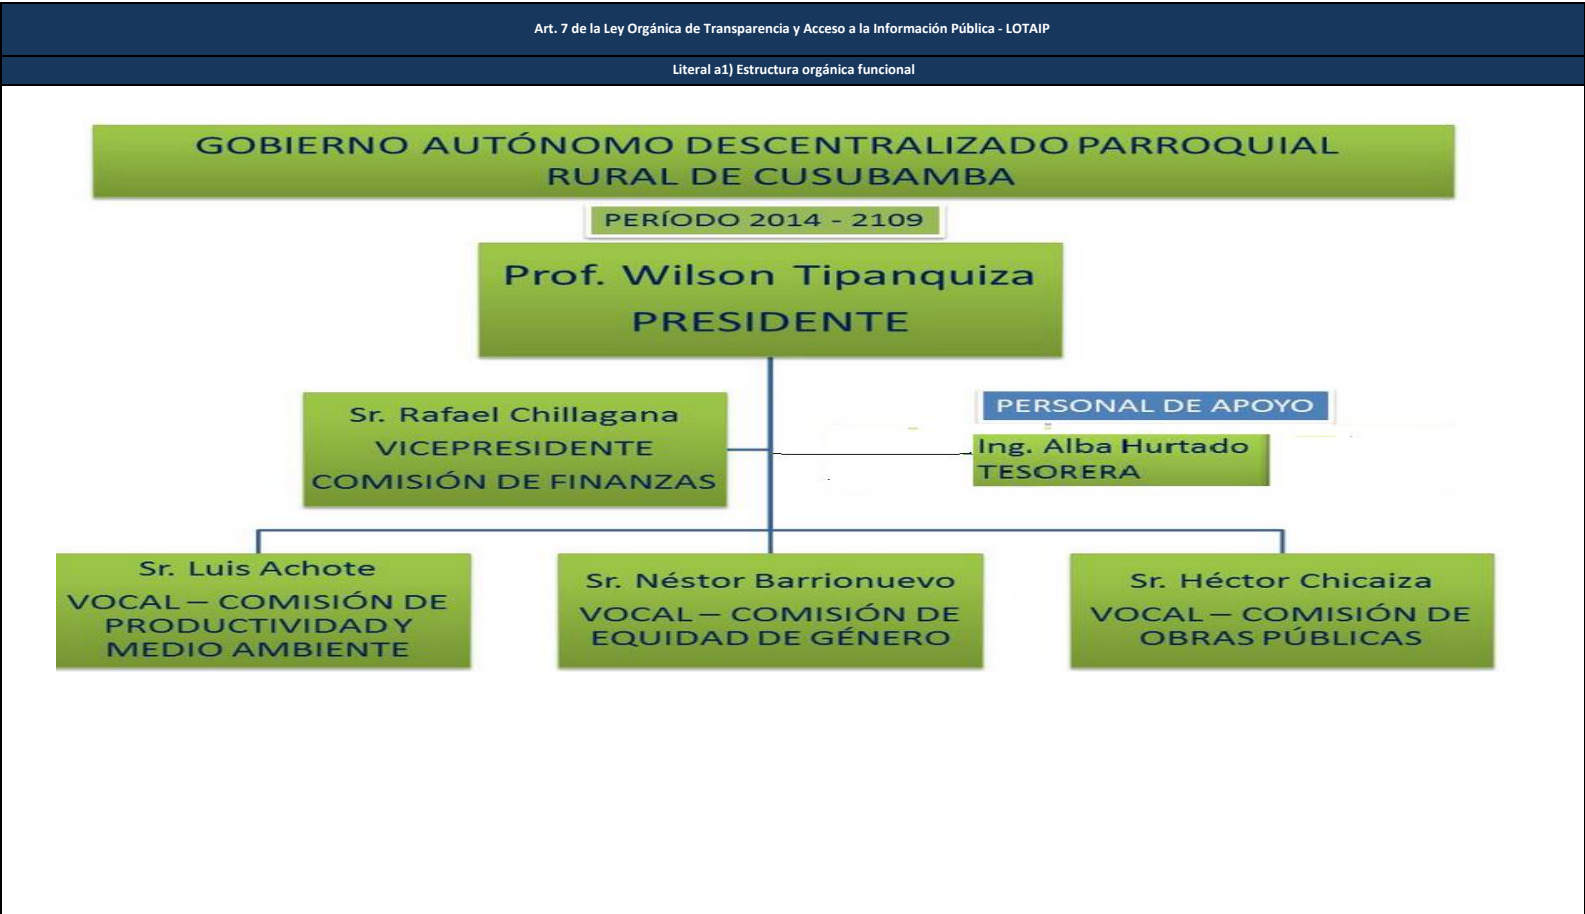 Art. 7 de la Ley Orgánica de Transparencia y Acceso a la Información Pública - LOTAIP
Literal a1) Estructura orgánica funcional
GOBIERNO AUTÓNOMO DESCENTRALIZADO PARROQUIAL
RURAL DE CUSUBAMBA
PERÍODO 2014 - 2109
Prof. Wilson Tipanquiza
PRESIDENTE
Sr. Rafael Chillagana
VICEPRESIDENTE
COMISIÓN DE FINANZAS
PERSONAL DE APOYO
Ing. Alba Hurtado
TESORERA
Sr. Luis Achote
VOCAL – COMISIÓN DE
PRODUCTIVIDAD Y
MEDIO AMBIENTE
Sr. Néstor Barrionuevo
VOCAL – COMISIÓN DE
EQUIDAD DE GÉNERO
Sr. Héctor Chicaiza
VOCAL – COMISIÓN DE
OBRAS PÚBLICAS